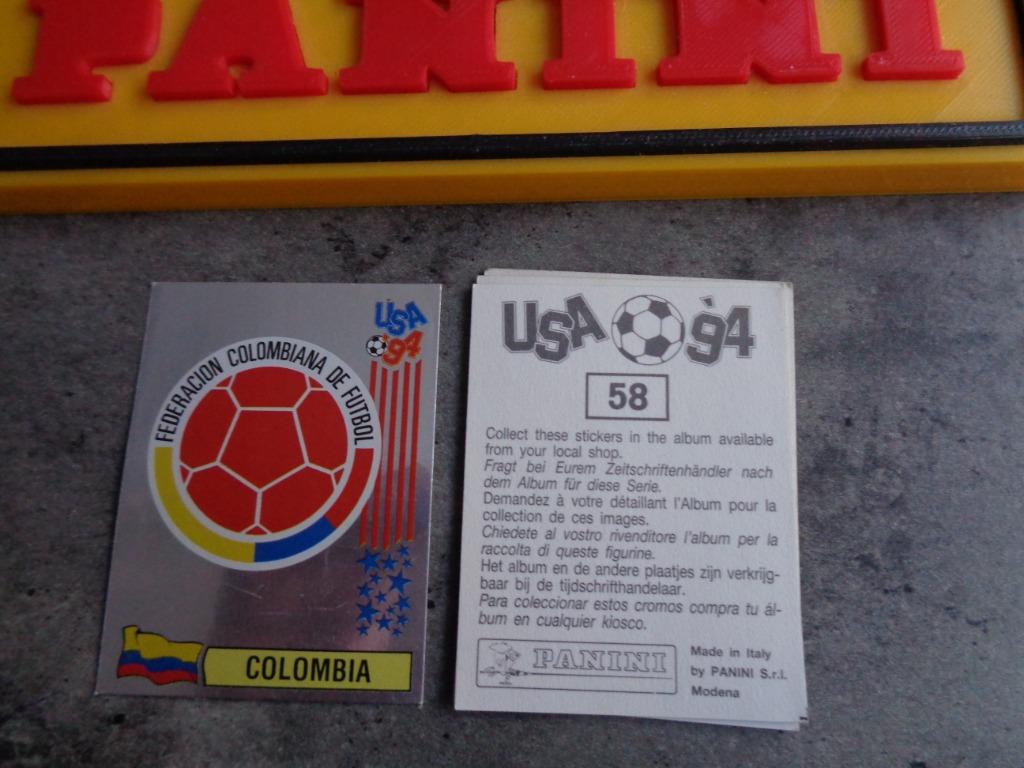 PANINI
USA
'94
FEDERACION COLOMBIANA DE FUTBOL
COLOMBIA
USA '94
58
Collect these stickers in the album available
from your local shop.
Fragt bei Eurem Zeitschriftenhändler nach
dem Album für diese Serie.
Demandez à votre détaillant l'Album pour la
collection de ces images.
Chiedete al vostro rivenditore l'album per la
raccolta di queste figurine.
Het album en de andere plaatjes zijn verkrijg-
baar bij de tijdschrifthandelaar.
Para coleccionar estos cromos compra tu ál-
bum en cualquier kiosco.
PANINI
Made in Italy
by PANINI S.r.l.
Modena